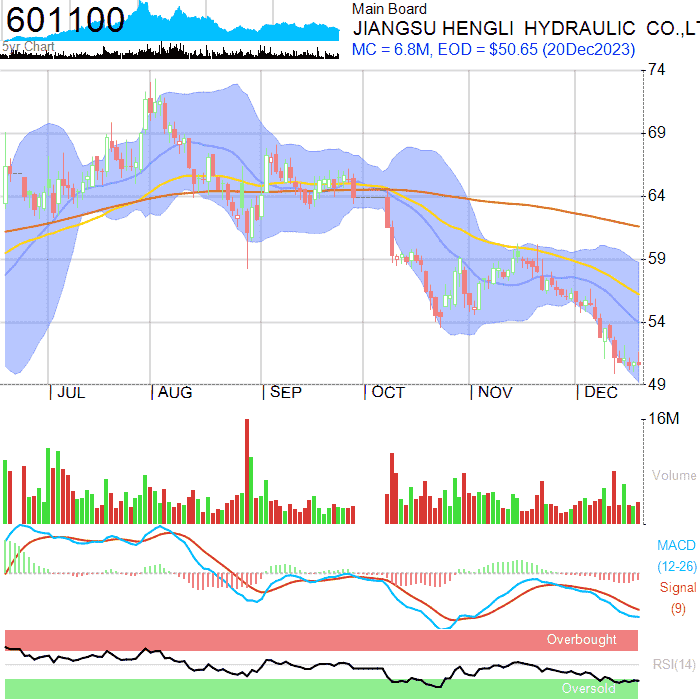 601100
5yr Chart
Main Board
JIANGSU HENGLI HYDRAULIC CO.,LT
MC = 6.8M, EOD = $50.65 (20Dec2023)
74
69
64
59
54
49
JUL AUG SEP OCT NOV DEC
16M
Volume
MACD
(12-26)
Signal
(9)
Overbought
RSI(14)
Oversold